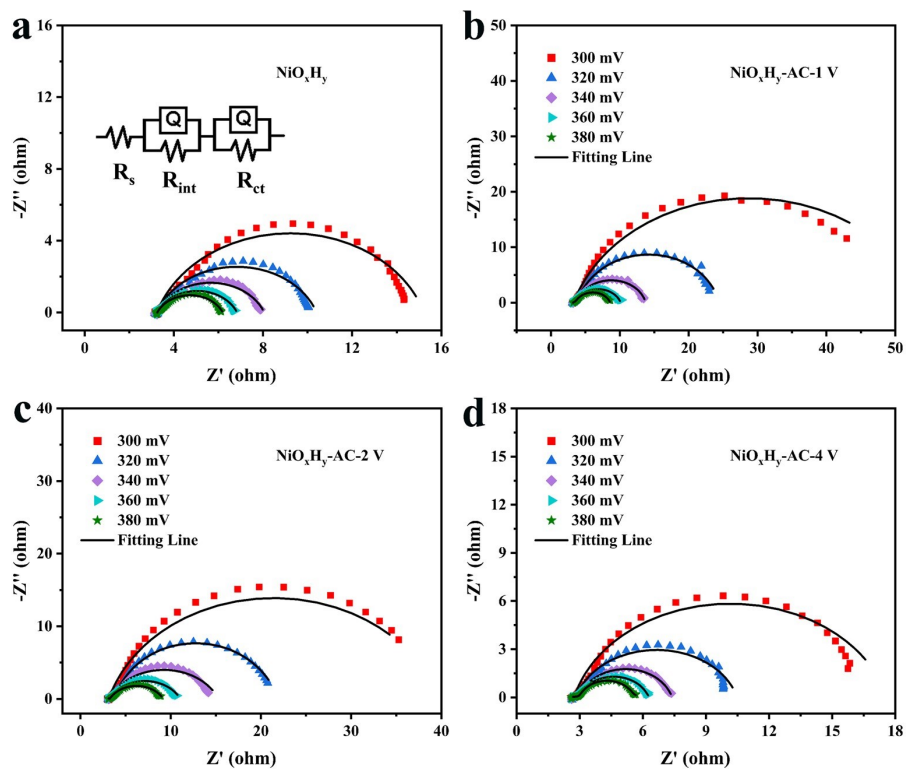 a
NiOxHy
Q
Q
Rs
Rint
Rct
16
12
8
4
0
0
4
8
12
16
-Z'' (ohm)
Z' (ohm)
b
300 mV
320 mV
340 mV
360 mV
380 mV
Fitting Line
NiOxHy-AC-1 V
50
40
30
20
10
0
0
10
20
30
40
50
-Z'' (ohm)
Z' (ohm)
c
300 mV
320 mV
340 mV
360 mV
380 mV
Fitting Line
NiOxHy-AC-2 V
40
30
20
10
0
0
10
20
30
40
-Z'' (ohm)
Z' (ohm)
d
300 mV
320 mV
340 mV
360 mV
380 mV
Fitting Line
NiOxHy-AC-4 V
18
15
12
9
6
3
0
0
3
6
9
12
15
18
-Z'' (ohm)
Z' (ohm)